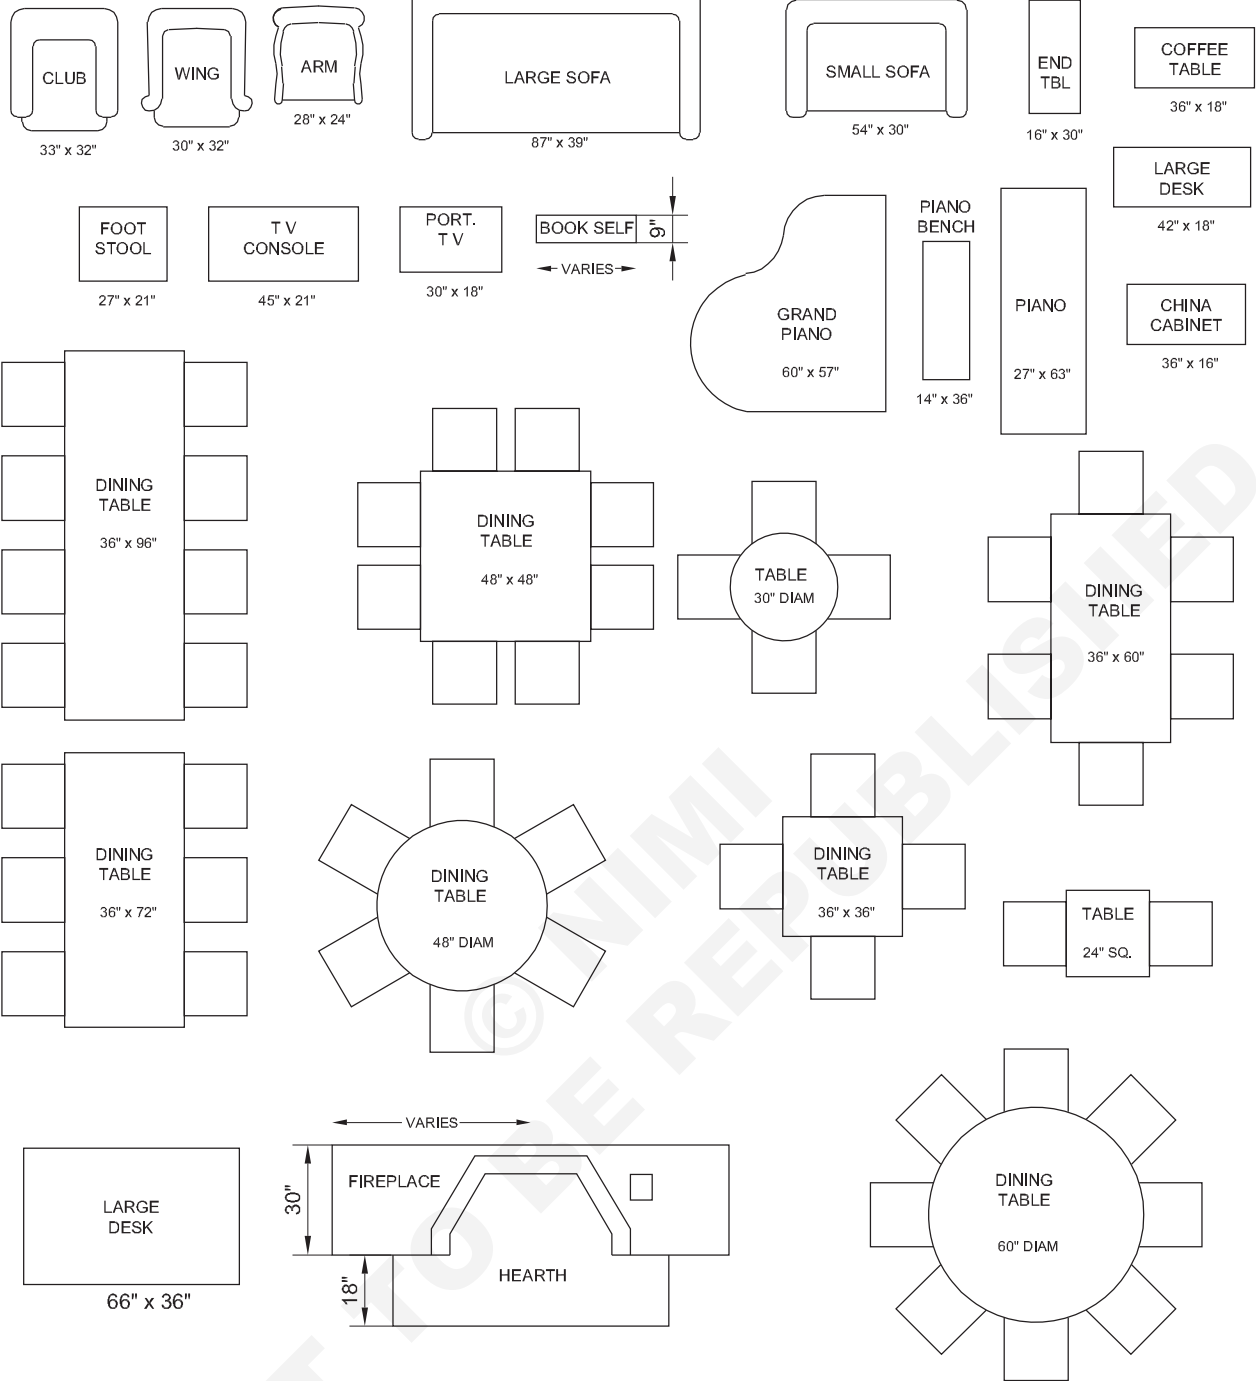 CLUB
33" x 32"
WING
30" x 32"
ARM
28" x 24"
LARGE SOFA
87" x 39"
SMALL SOFA
54" x 30"
END
TBL
16" x 30"
COFFEE
TABLE
36" x 18"
LARGE
DESK
42" x 18"
FOOT
STOOL
27" x 21"
T V
CONSOLE
45" x 21"
PORT.
T V
30" x 18"
BOOK SELF
9"
VARIES
GRAND
PIANO
60" x 57"
PIANO
BENCH
14" x 36"
PIANO
27" x 63"
CHINA
CABINET
36" x 16"
DINING
TABLE
36" x 96"
DINING
TABLE
48" x 48"
TABLE
30" DIAM
DINING
TABLE
36" x 60"
DINING
TABLE
36" x 72"
DINING
TABLE
48" DIAM
DINING
TABLE
36" x 36"
TABLE
24" SQ.
LARGE
DESK
66" x 36"
VARIES
FIREPLACE
30"
HEARTH
18"
DINING
TABLE
60" DIAM
© NIMI
T TO BE REPUBLISHED